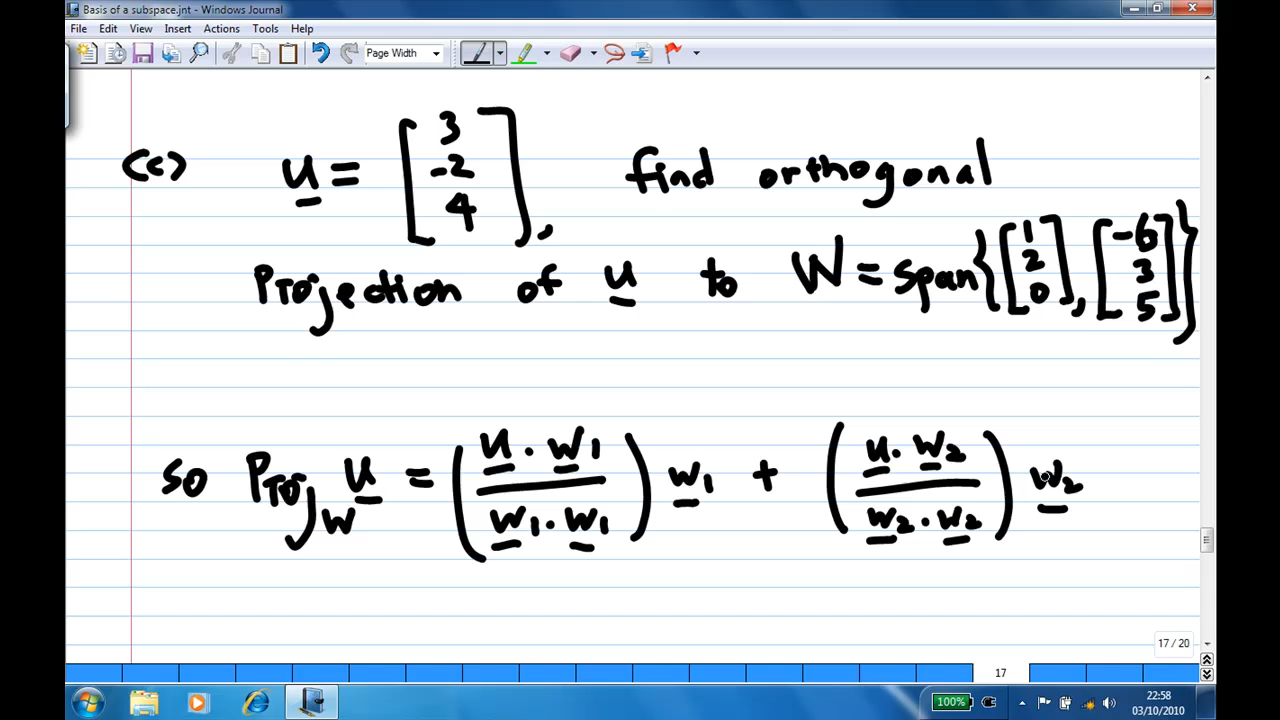 Basis of a subspace.jnt - Windows Journal
File Edit View Insert Actions Tools Help
Page Width
(c) u = [3 -2 4], find orthogonal
Projection of u to W = span{[1 2 0], [-6 3 5]}
so Proj_W u = (u · w1 / w1 · w1) w1 + (u · w2 / w2 · w2) w2
17 / 20
17
100%
22:58
03/10/2010